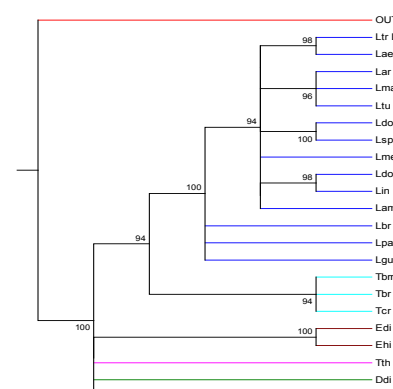 OUT
98
Ltr
Lae
Lar
96
Lma
Ltu
94
Ldo
100
Lsp
Lme
98
Ldo
Lin
Lam
100
Lbr
Lpa
Lgu
94
Tbm
Tbr
94
Tcr
100
Edi
100
Ehi
Tth
Ddi